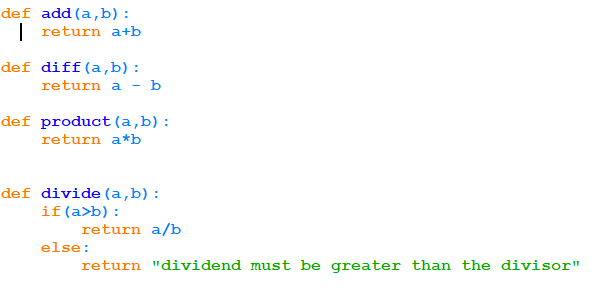 def add(a,b):
    return a+b
def diff(a,b):
    return a - b
def product(a,b):
    return a*b
def divide(a,b):
    if(a>b):
        return a/b
    else:
        return "dividend must be greater than the divisor"